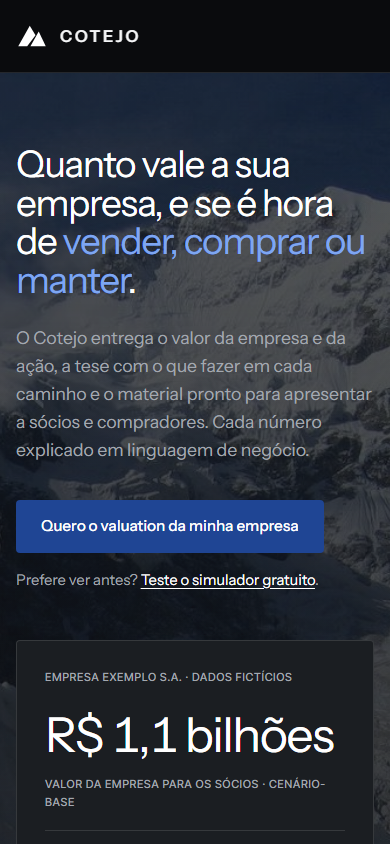 COTEJO
Quanto vale a sua
empresa, e se é hora
de vender, comprar ou
manter.
O Cotejo entrega o valor da empresa e da
ação, a tese com o que fazer em cada
caminho e o material pronto para apresentar
a sócios e compradores. Cada número
explicado em linguagem de negócio.
Quero o valuation da minha empresa
Prefere ver antes? Teste o simulador gratuito.
EMPRESA EXEMPLO S.A. · DADOS FICTÍCIOS
R$ 1,1 bilhões
VALOR DA EMPRESA PARA OS SÓCIOS · CENÁRIO-
BASE